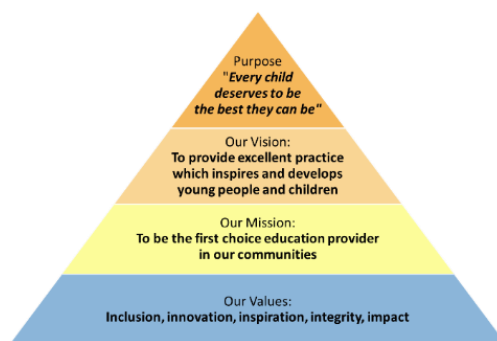 Purpose
"Every child
deserves to be
the best they can be"
Our Vision:
To provide excellent practice
which inspires and develops
young people and children
Our Mission:
To be the first choice education provider
in our communities
Our Values:
Inclusion, innovation, inspiration, integrity, impact